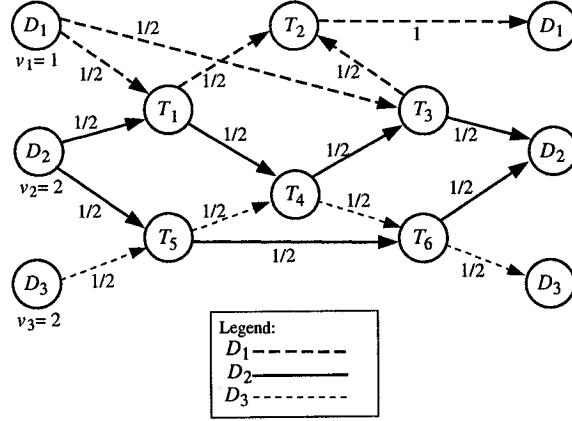 D₁ 1/2 T₂ 1 D₁
v₁= 1 1/2 1/2 1/2
T₁ T₃
1/2 1/2 1/2 1/2
D₂ D₂
v₂= 2 T₄ 1/2
1/2 1/2 1/2
T₅ T₆
1/2
D₃ 1/2 1/2 D₃
v₃= 2
Legend:
D₁
D₂
D₃